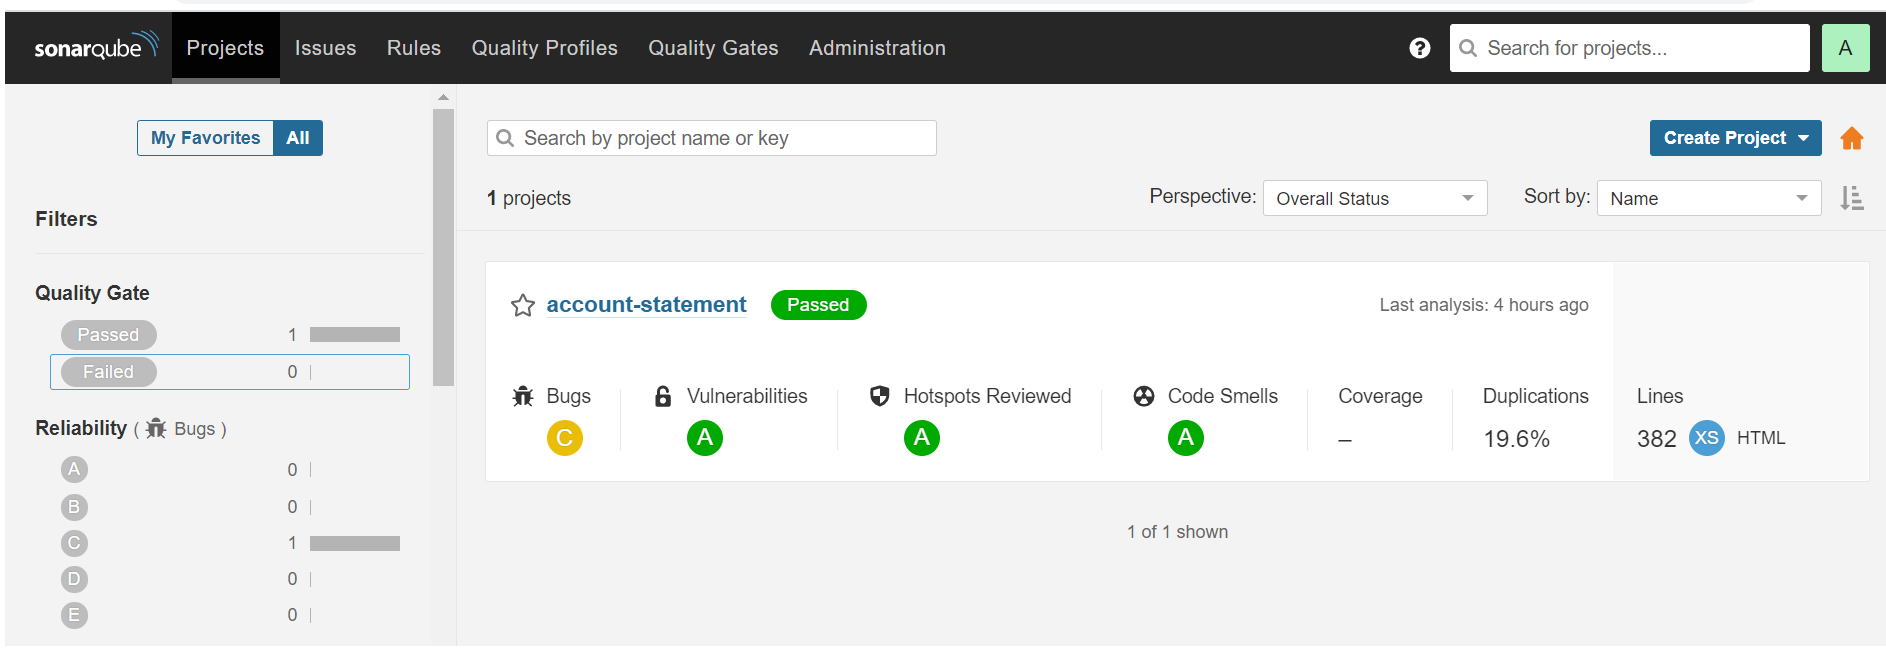 sonarqube Projects Issues Rules Quality Profiles Quality Gates Administration ? Search for projects... A
My Favorites All
Search by project name or key
Create Project
1 projects
Perspective: Overall Status
Sort by: Name
Filters
Quality Gate
Passed 1
Failed 0
Reliability ( Bugs )
A 0
B 0
C 1
D 0
E 0
account-statement Passed Last analysis: 4 hours ago
Bugs Vulnerabilities Hotspots Reviewed Code Smells Coverage Duplications Lines
C A A A – 19.6% 382 XS HTML
1 of 1 shown